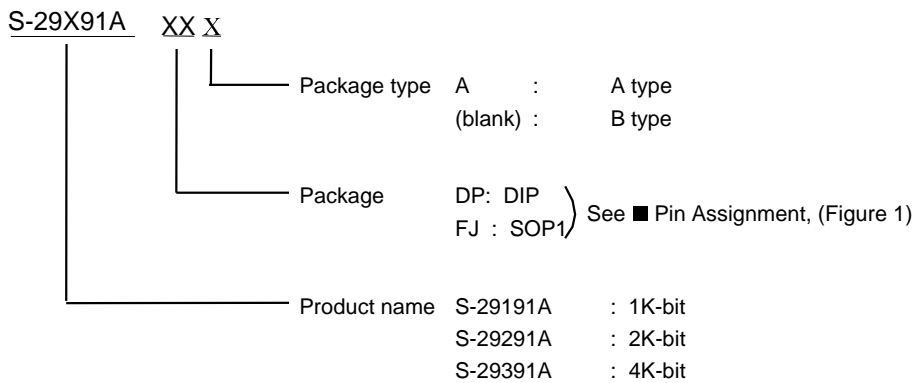 S-29X91A XX X
Package type A : A type
(blank) : B type
Package DP: DIP
FJ : SOP1
See ■ Pin Assignment, (Figure 1)
Product name S-29191A : 1K-bit
S-29291A : 2K-bit
S-29391A : 4K-bit